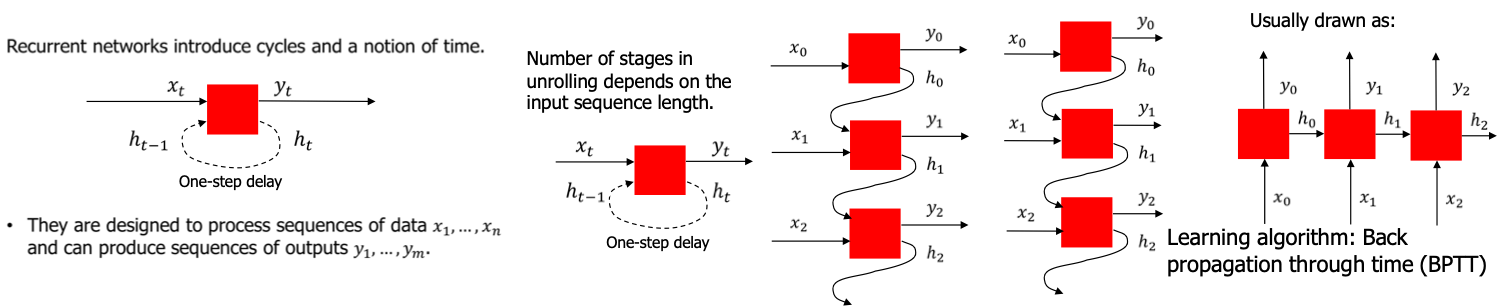 Recurrent networks introduce cycles and a notion of time.
x_t y_t
h_{t-1} h_t
One-step delay
• They are designed to process sequences of data x_1, ..., x_n
and can produce sequences of outputs y_1, ..., y_m.
Number of stages in
unrolling depends on the
input sequence length.
x_t y_t
h_{t-1} h_t
One-step delay
x_0 y_0
h_0
x_1 y_1
h_1
x_2 y_2
h_2
x_0 y_0
h_0
x_1 y_1
h_1
x_2 y_2
h_2
Usually drawn as:
y_0 y_1 y_2
h_0 h_1 h_2
x_0 x_1 x_2
Learning algorithm: Back
propagation through time (BPTT)